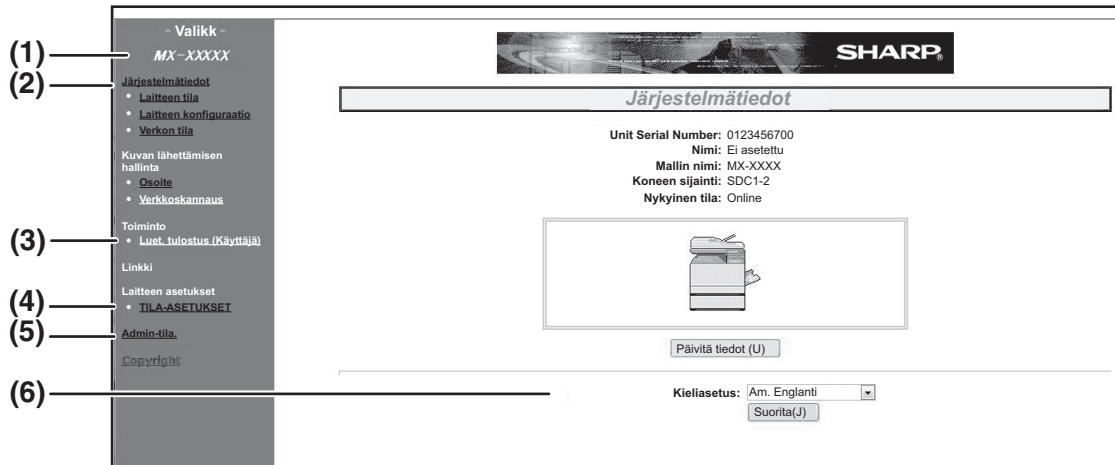 - Valikk -
(1)
MX-XXXXX
SHARP®
(2)
Järjestelmätiedot
Järjestelmätiedot
• Laitteen tila
• Laitteen konfiguraatio
• Verkon tila
Unit Serial Number: 0123456700
Nimi: Ei asetettu
Mallin nimi: MX-XXXX
Koneen sijainti: SDC1-2
Nykyinen tila: Online
Kuvan lähettämisen
hallinta
• Osoite
• Verkkoskannaus
Toiminto
(3)
• Luet. tulostus (Käyttäjä)
Linkki
Laitteen asetukset
(4)
• TILA-ASETUKSET
(5)
Admin-tila.
Copyright
Päivitä tiedot (U)
(6)
Kieliasetus: Am. Englanti
Suorita(J)